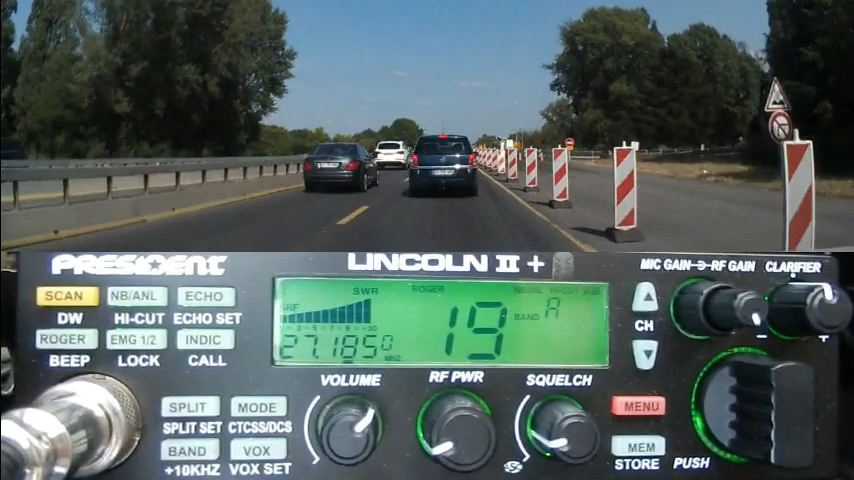 PRESIDENT
LINCOLN II +
MIC GAIN RF GAIN CLARIFIER
SCAN NB/ANL ECHO
DW HI-CUT ECHO SET
ROGER EMG 1/2 INDIC
BEEP LOCK CALL
SWR ROGER
BAND A
19
27.1850 MHZ
CH
VOLUME RF PWR SQUELCH
- +
SPLIT MODE
SPLIT SET CTCSS/DCS
BAND VOX
+10KHZ VOX SET
MENU
MEM
STORE PUSH